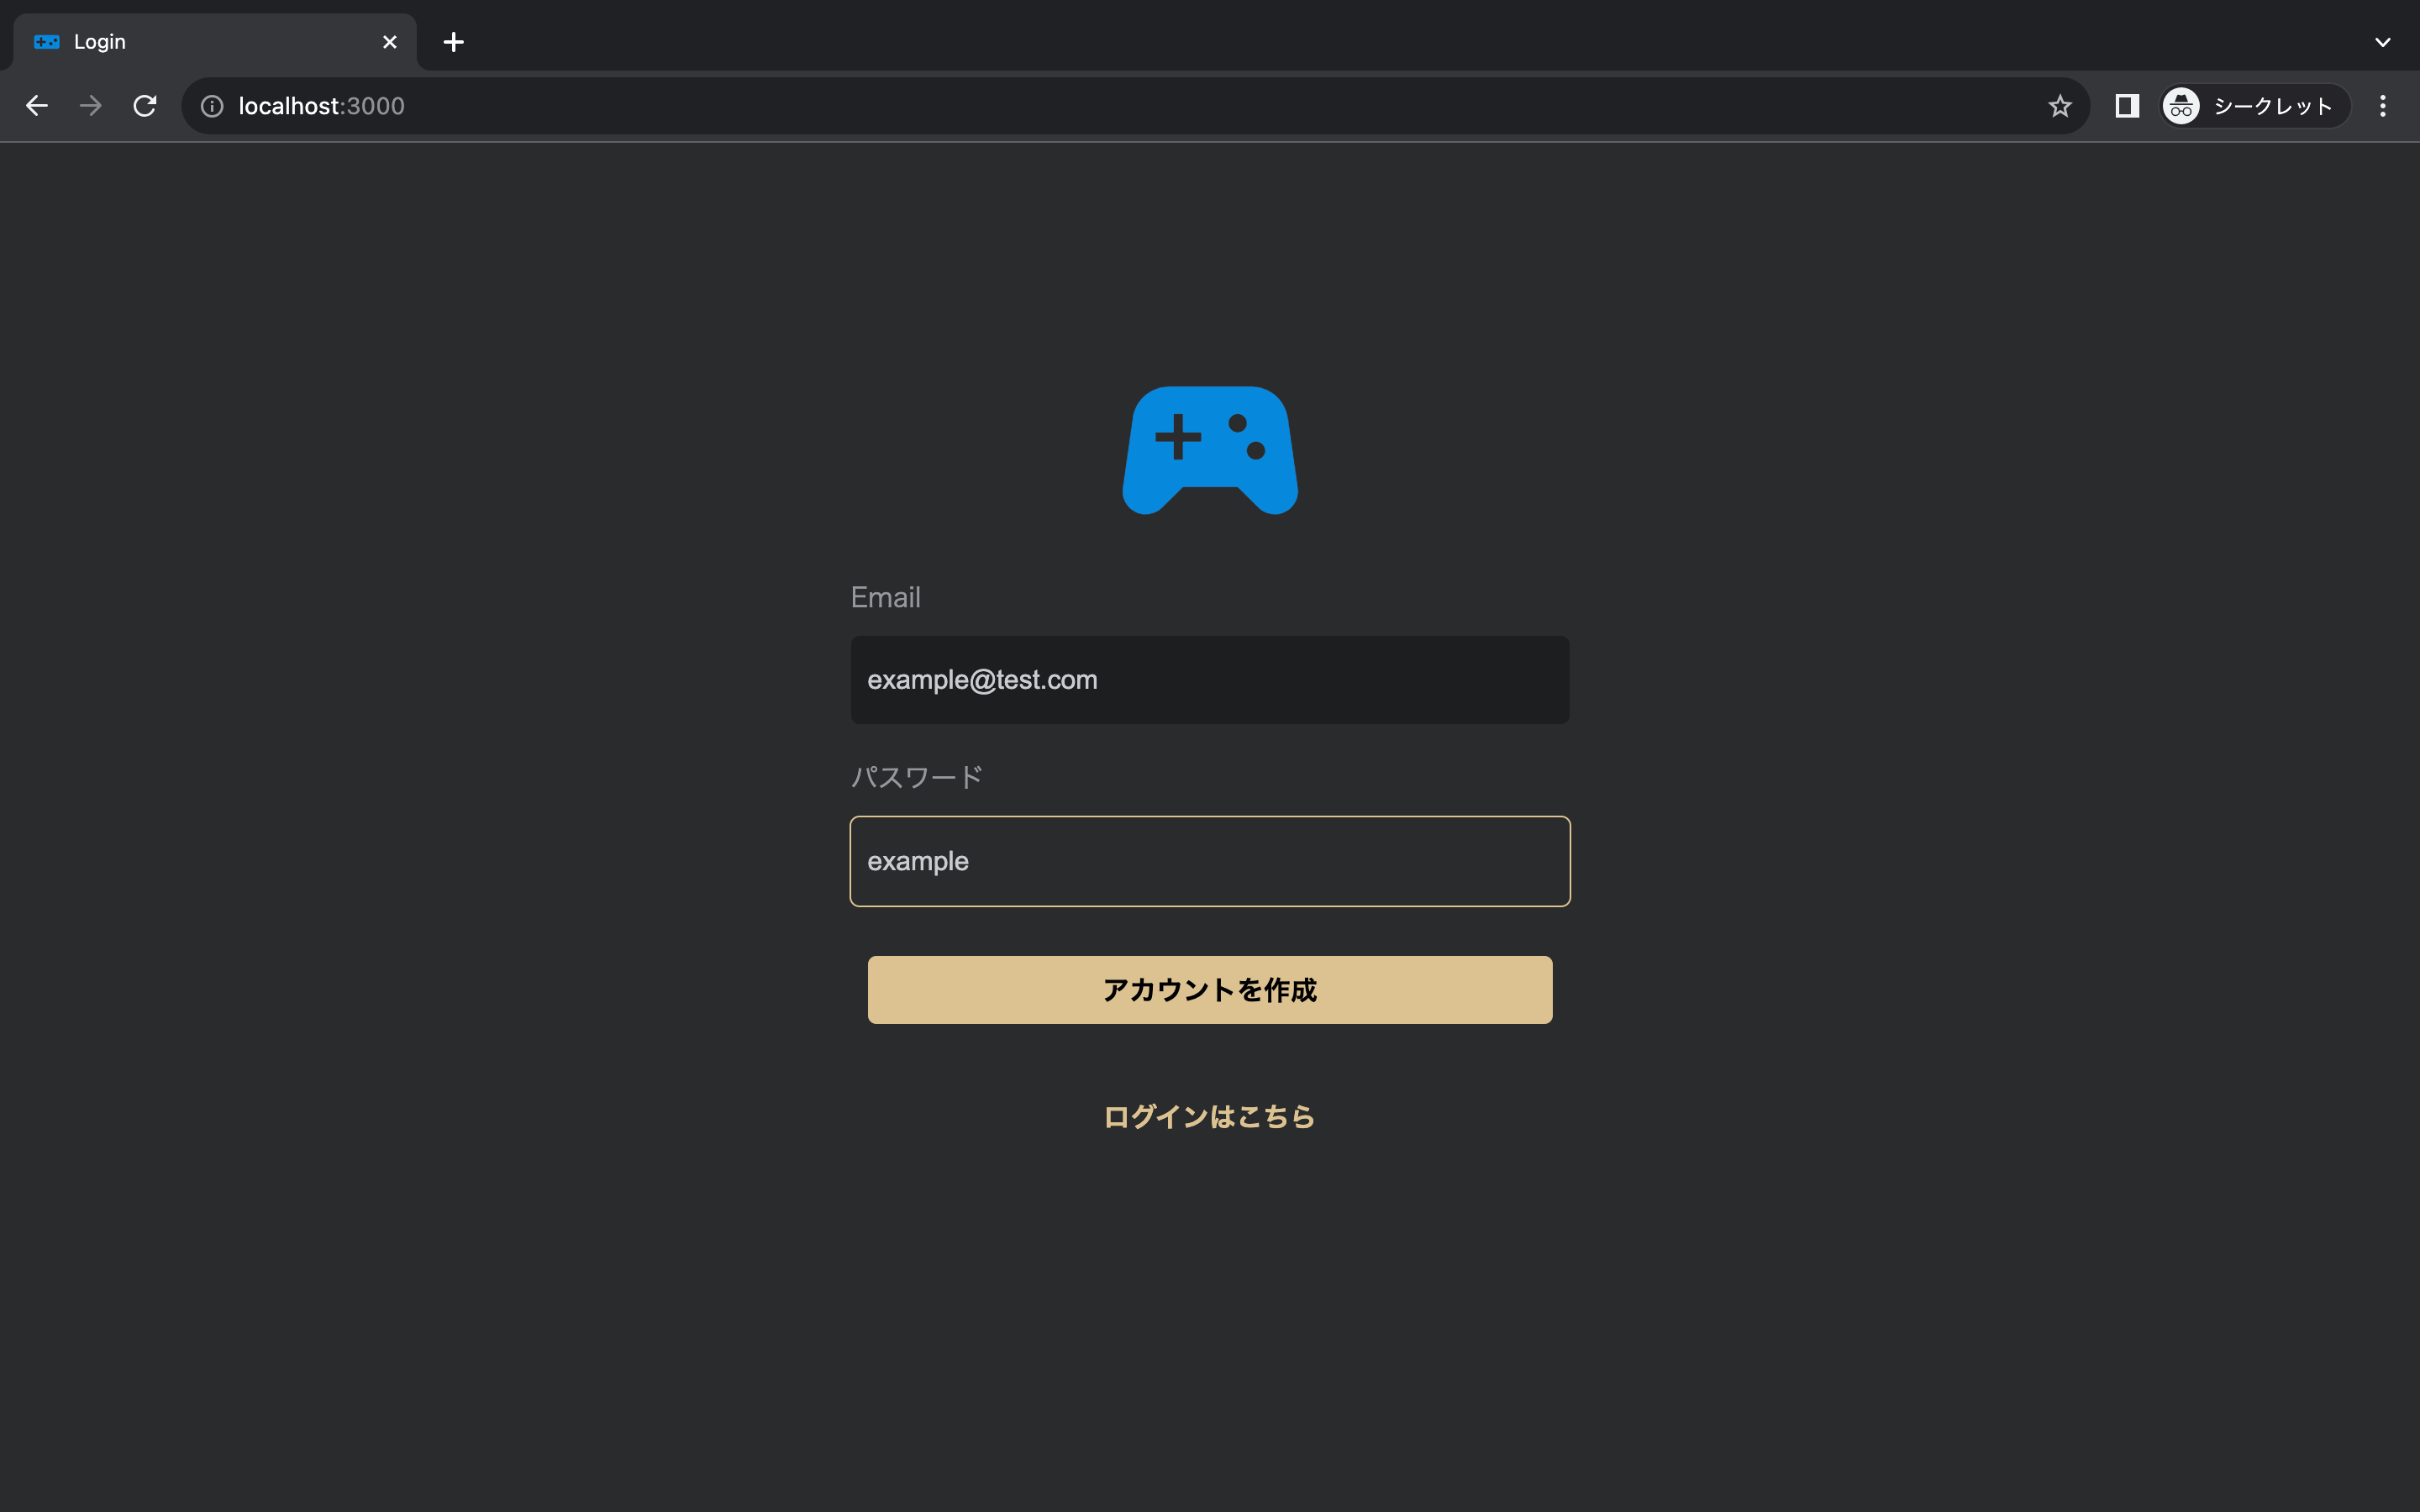 Login
localhost:3000
シークレット
Email
example@test.com
パスワード
example
アカウントを作成
ログインはこちら